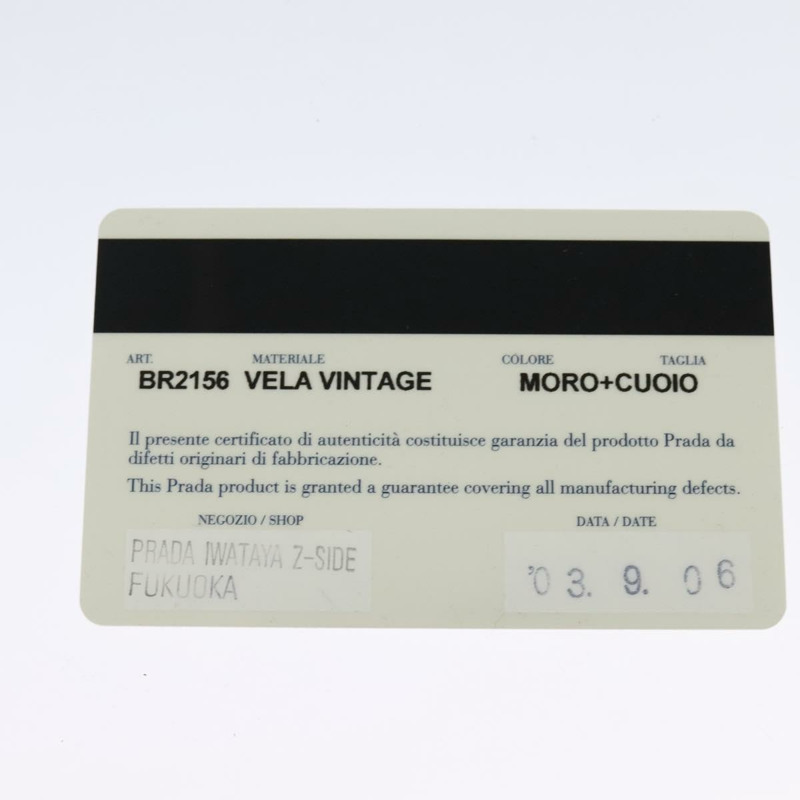 ART. MATERIALE COLORE TAGLIA
BR2156 VELA VINTAGE MORO+CUOIO
Il presente certificato di autenticità costituisce garanzia del prodotto Prada da
difetti originari di fabbricazione.
This Prada product is granted a guarantee covering all manufacturing defects.
NEGOZIO / SHOP DATA / DATE
PRADA IWATAYA Z-SIDE
FUKUOKA
'03. 9. 06